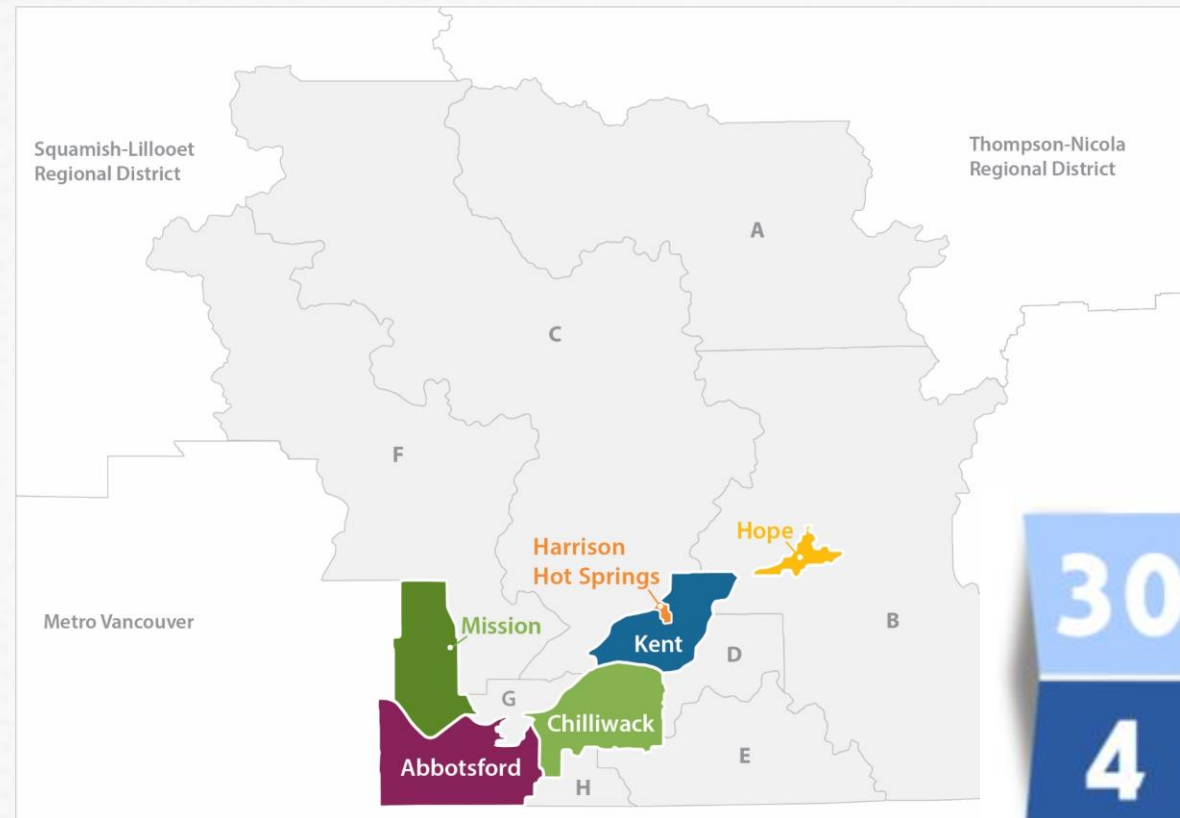 Squamish-Lillooet
Regional District
Thompson-Nicola
Regional District
A
C
F
Hope
Harrison
Hot Springs
30
Metro Vancouver
Mission
Kent
B
D
G
Chilliwack
4
Abbotsford
E
H